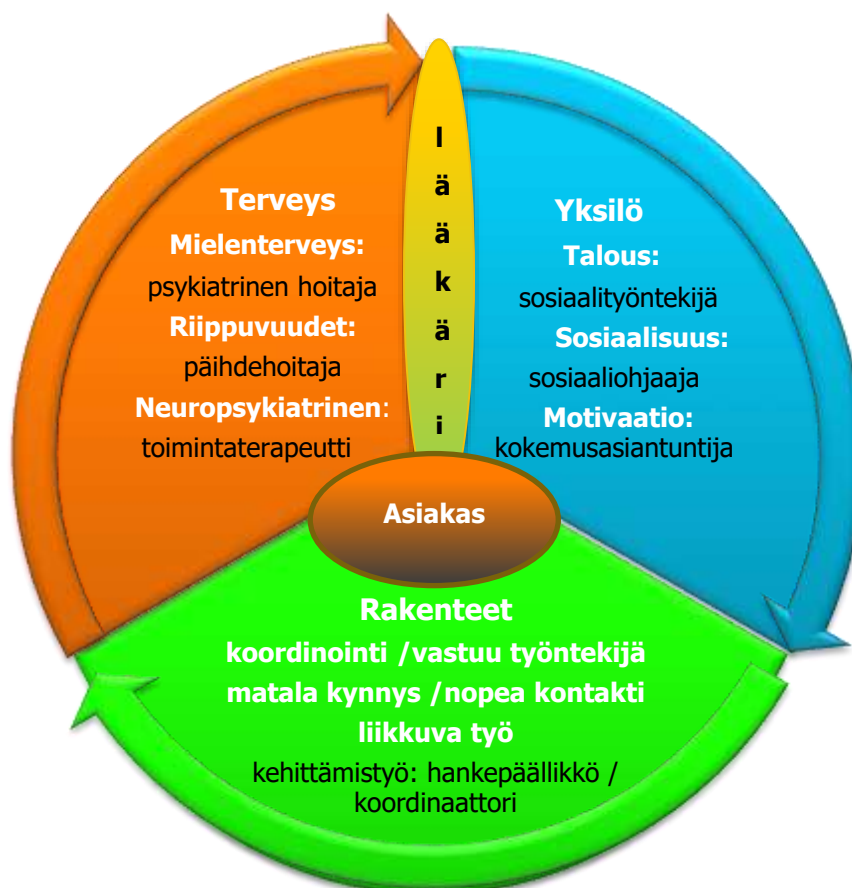 Terveys
Mielenterveys:
psykiatrinen hoitaja
Riippuvuudet:
päihdehoitaja
Neuropsykiatrinen:
toimintaterapeutti
l
ä
ä
k
ä
r
i
Yksilö
Talous:
sosiaalityöntekijä
Sosiaalisuus:
sosiaaliohjaaja
Motivaatio:
kokemusasiantuntija
Asiakas
Rakenteet
koordinointi /vastuu työntekijä
matala kynnys /nopea kontakti
liikkuva työ
kehittämistyö: hankepäällikkö /
koordinaattori